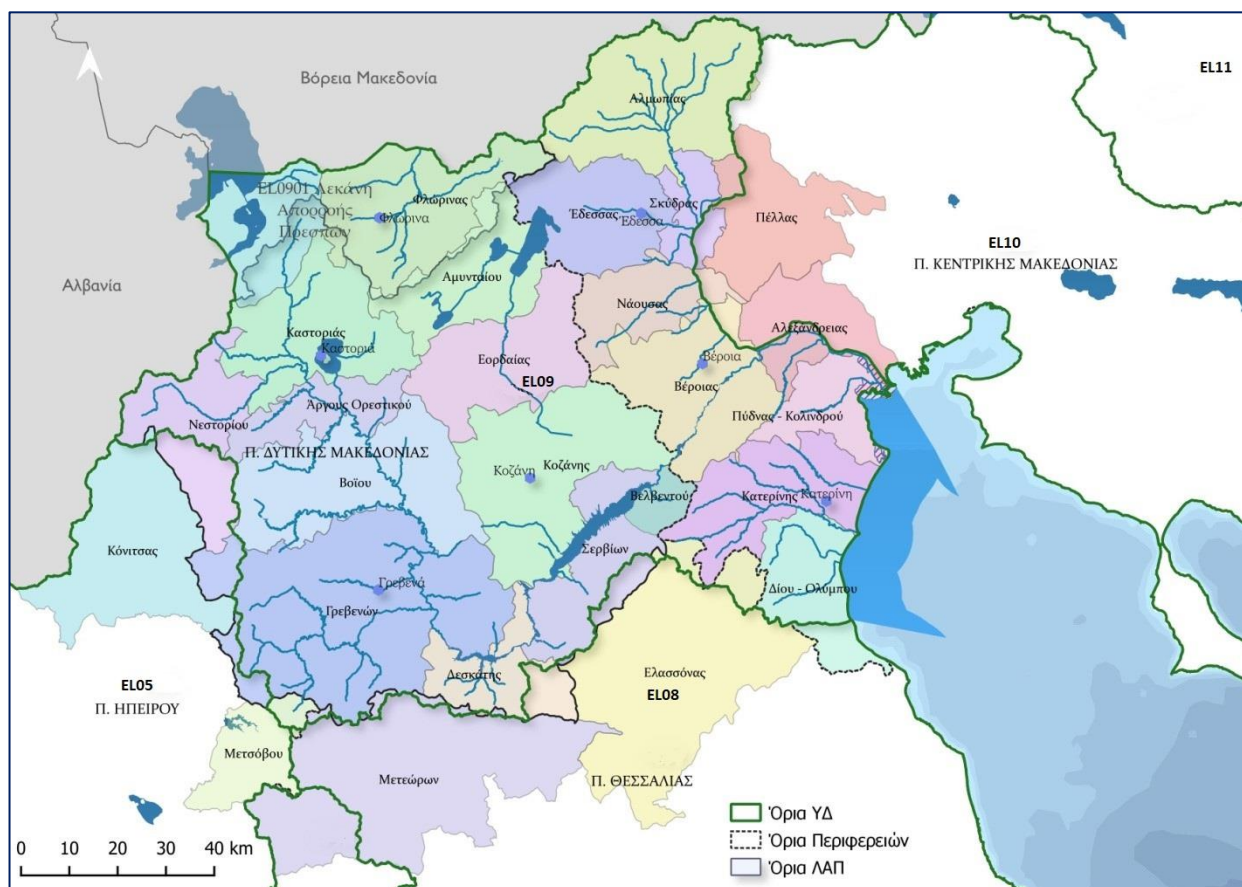 Βόρεια Μακεδονία
EL11
Αλμωπίας
EL0901 Λεκάνη
Απορροής
Πρεσπών
Φλώρινας
Φλώρινα
Έδεσσας
Έδεσσα
Σκύδρας
Πέλλας
EL10
Π. ΚΕΝΤΡΙΚΗΣ ΜΑΚΕΔΟΝΙΑΣ
Αλβανία
Αμυνταίου
Νάουσας
Αλεξάνδρειας
Καστοριάς
Καστοριά
Εορδαίας
EL09
Βέροια
Βέροιας
Άργους Ορεστικού
Νεστορίου
Πύδνας - Κολινδρού
Π. ΔΥΤΙΚΗΣ ΜΑΚΕΔΟΝΙΑΣ
Βοΐου
Κοζάνη
Κοζάνης
Βελβεντού
Κατερίνης
Κατερίνη
Κόνιτσας
Σερβίων
Γρεβενά
Γρεβενών
Δίου - Ολύμπου
Δεσκάτης
Ελασσόνας
EL08
EL05
Π. ΗΠΕΙΡΟΥ
Μετσόβου
Μετεώρων
Π. ΘΕΣΣΑΛΙΑΣ
Όρια ΥΔ
Όρια Περιφερειών
Όρια ΛΑΠ
0 10 20 30 40 km